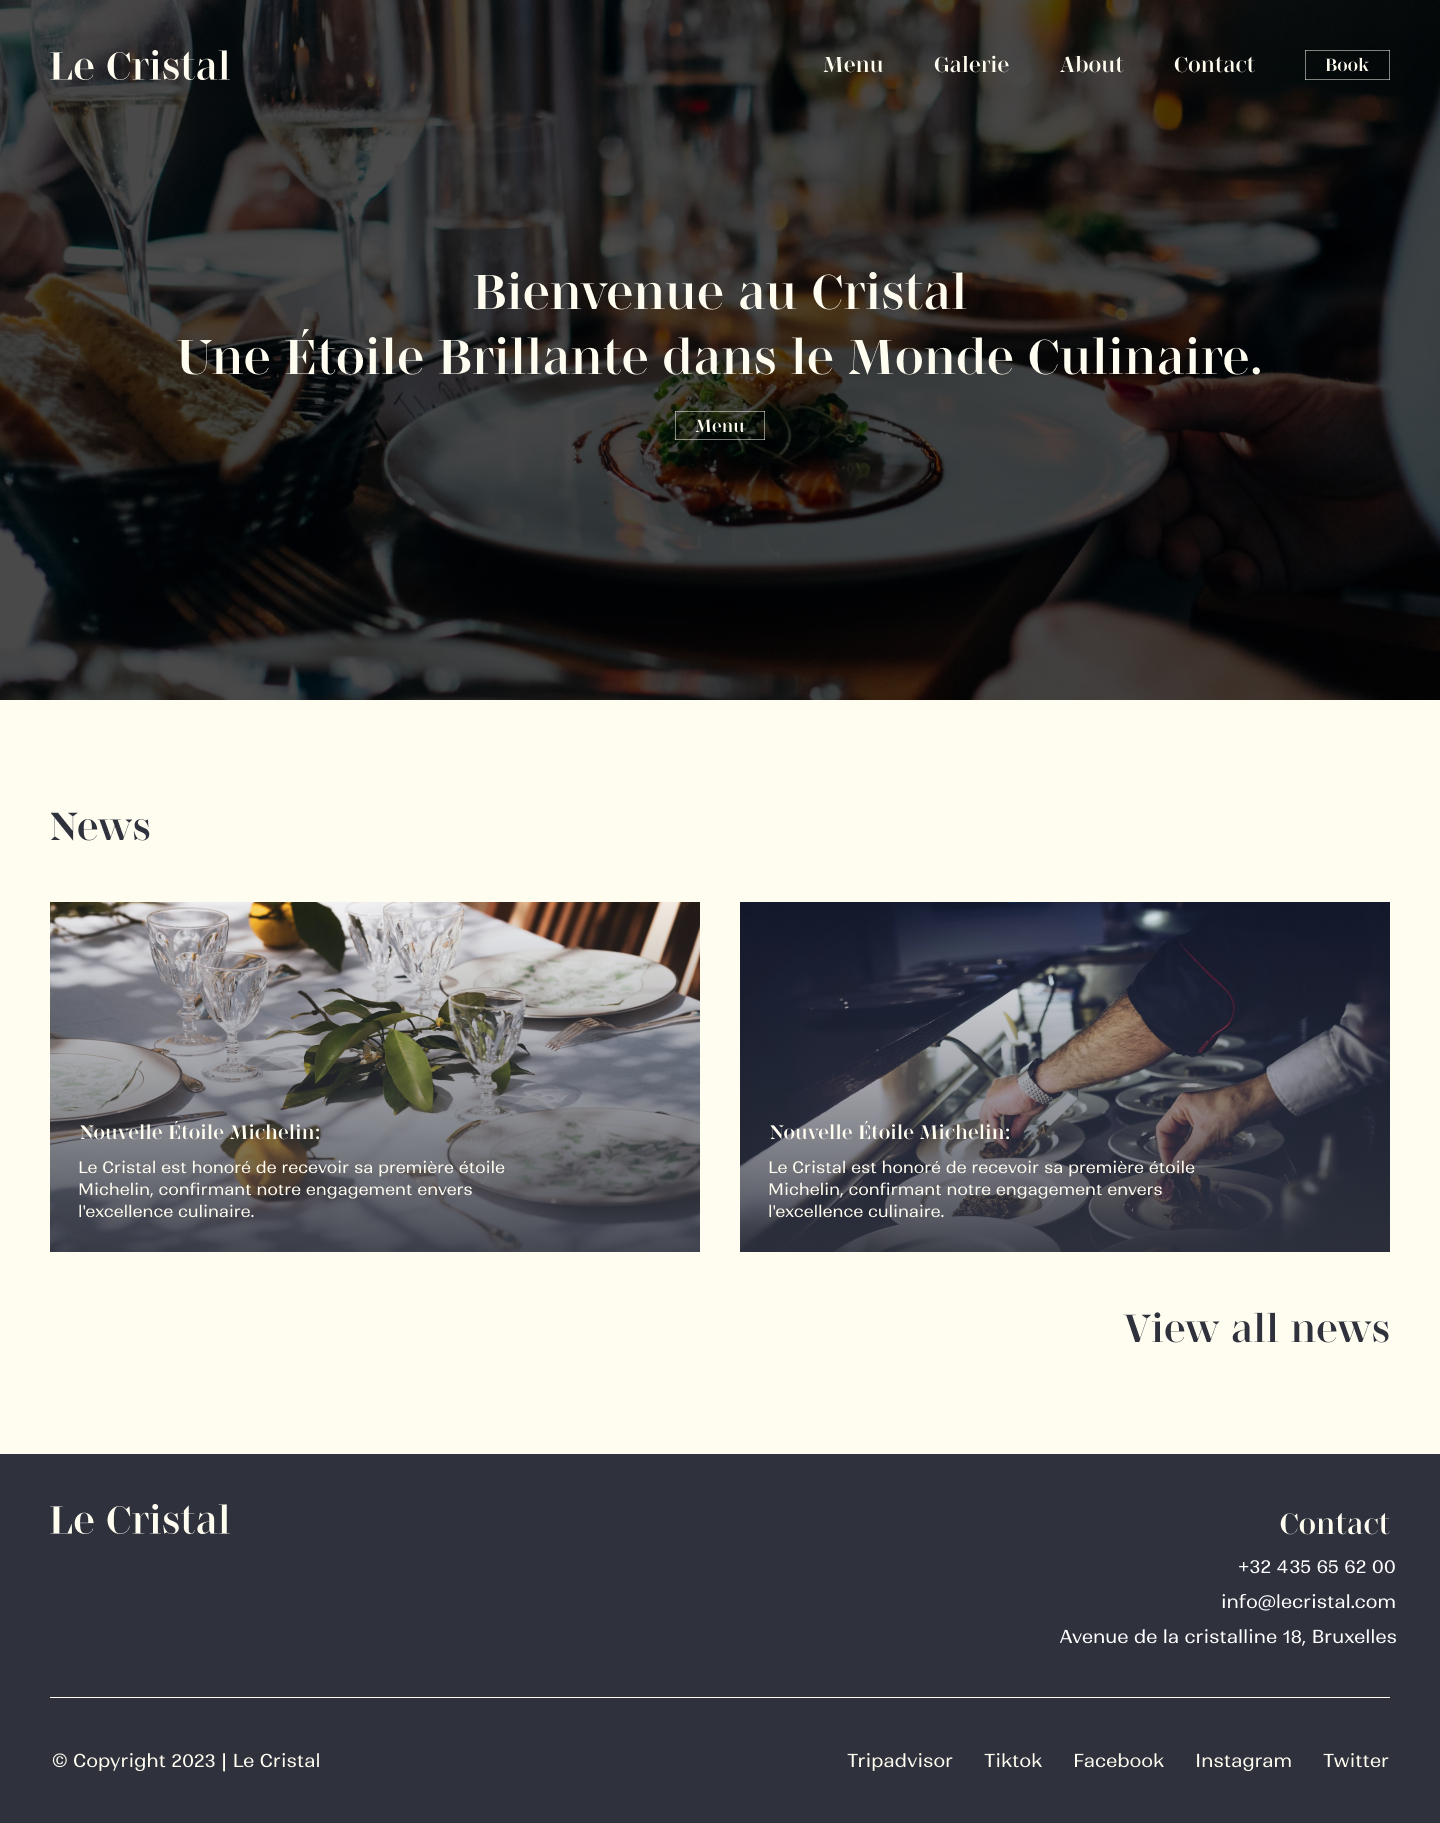 Le Cristal
Menu Galerie About Contact Book
Bienvenue au Cristal
Une Étoile Brillante dans le Monde Culinaire.
Menu
News
Nouvelle Étoile Michelin:
Le Cristal est honoré de recevoir sa première étoile
Michelin, confirmant notre engagement envers
l'excellence culinaire.
Nouvelle Étoile Michelin:
Le Cristal est honoré de recevoir sa première étoile
Michelin, confirmant notre engagement envers
l'excellence culinaire.
View all news
Le Cristal
Contact
+32 435 65 62 00
info@lecristal.com
Avenue de la cristalline 18, Bruxelles
© Copyright 2023 | Le Cristal
Tripadvisor Tiktok Facebook Instagram Twitter